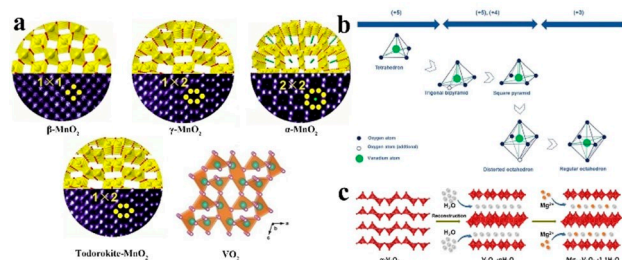 a
1×1
1×2
2×2
β-MnO₂
γ-MnO₂
α-MnO₂
1×2
Todorokite-MnO₂
VO₂
b
(+5)
(+5), (+4)
(+3)
Tetrahedron
Trigonal bipyramid
Square pyramid
Oxygen atom
Oxygen atom (additional)
Vanadium atom
Distorted octahedron
Regular octahedron
c
H₂O
Reconstruction
H₂O
Mg²⁺
Mg²⁺